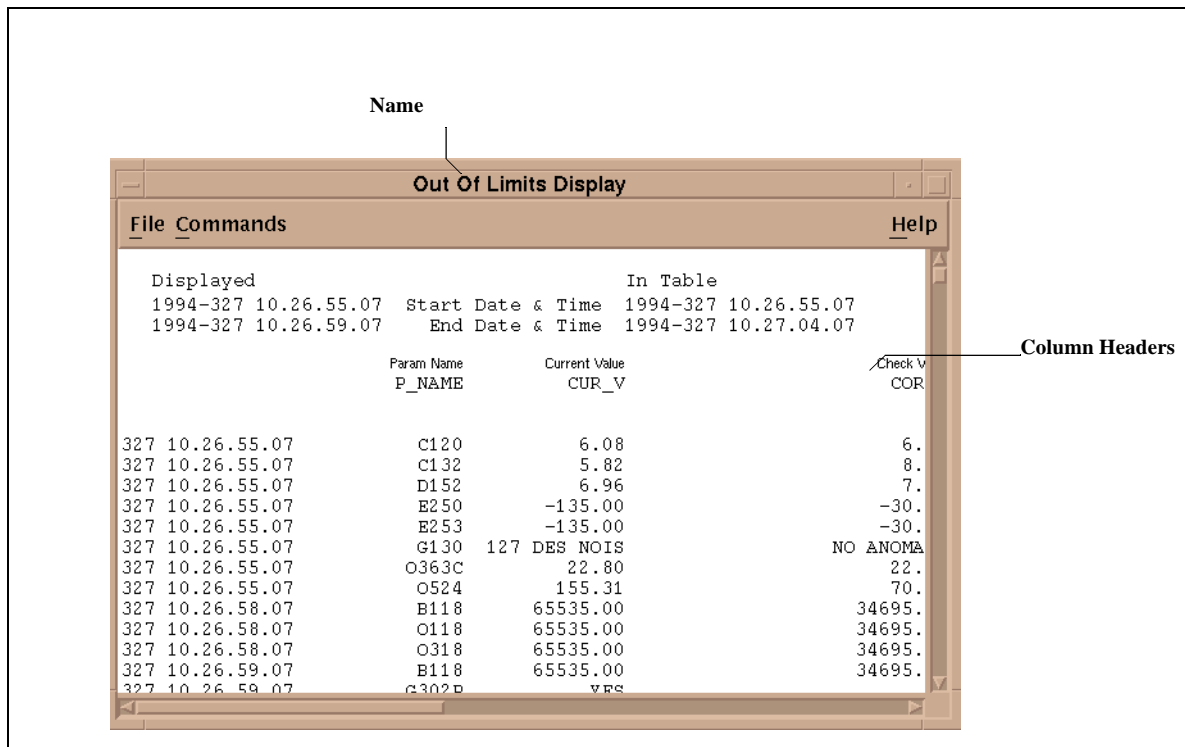 Name
Out Of Limits Display
File Commands Help
Displayed In Table
1994-327 10.26.55.07 Start Date & Time 1994-327 10.26.55.07
1994-327 10.26.59.07 End Date & Time 1994-327 10.27.04.07
Column Headers
Param Name Current Value Check V
P_NAME CUR_V COR
327 10.26.55.07 C120 6.08 6.
327 10.26.55.07 C132 5.82 8.
327 10.26.55.07 D152 6.96 7.
327 10.26.55.07 E250 -135.00 -30.
327 10.26.55.07 E253 -135.00 -30.
327 10.26.55.07 G130 127 DES NOIS NO ANOMA
327 10.26.55.07 O363C 22.80 22.
327 10.26.55.07 O524 155.31 70.
327 10.26.58.07 B118 65535.00 34695.
327 10.26.58.07 O118 65535.00 34695.
327 10.26.58.07 O318 65535.00 34695.
327 10.26.59.07 B118 65535.00 34695.
327 10.26.59.07 YES